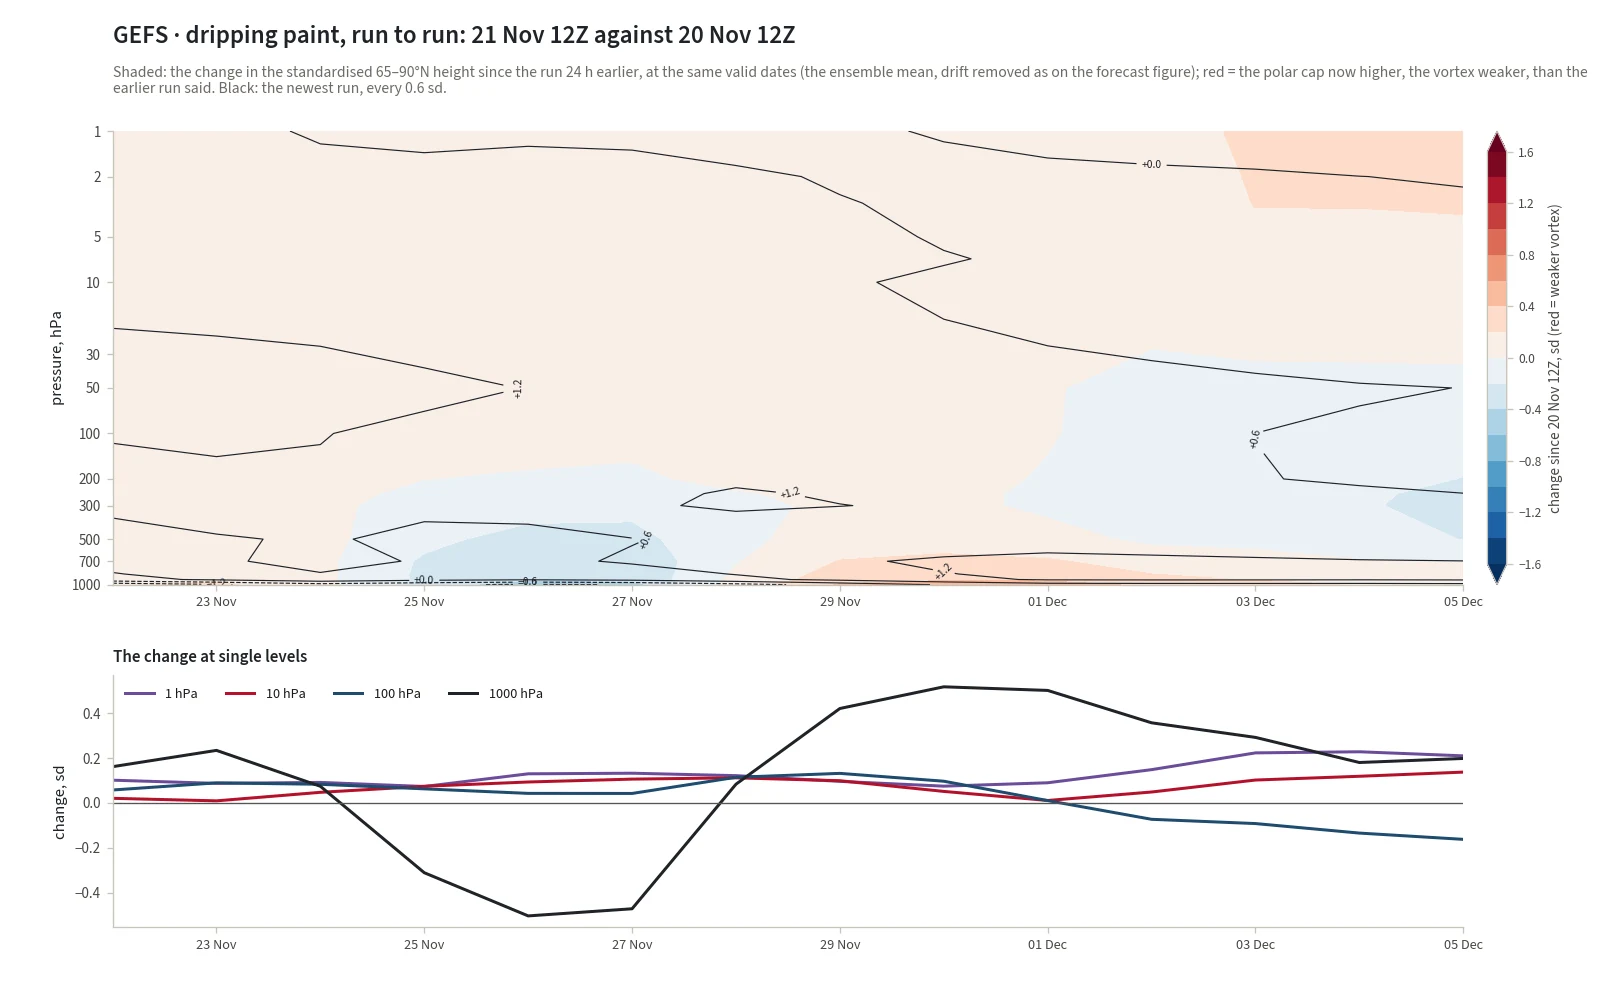 GEFS · dripping paint, run to run: 21 Nov 12Z against 20 Nov 12Z
Shaded: the change in the standardised 65–90°N height since the run 24 h earlier, at the same valid dates (the ensemble mean, drift removed as on the forecast figure); red = the polar cap now higher, the vortex weaker, than the
earlier run said. Black: the newest run, every 0.6 sd.
pressure, hPa
1
2
5
10
30
50
100
200
300
500
700
1000
+0.0
+1.2
+0.6
+1.2
+0.6
+1.2
+0.0
−0.6
23 Nov
25 Nov
27 Nov
29 Nov
01 Dec
03 Dec
05 Dec
1.6
1.2
0.8
0.4
0.0
−0.4
−0.8
−1.2
−1.6
change since 20 Nov 12Z, sd (red = weaker vortex)
The change at single levels
1 hPa
10 hPa
100 hPa
1000 hPa
change, sd
0.4
0.2
0.0
−0.2
−0.4
23 Nov
25 Nov
27 Nov
29 Nov
01 Dec
03 Dec
05 Dec